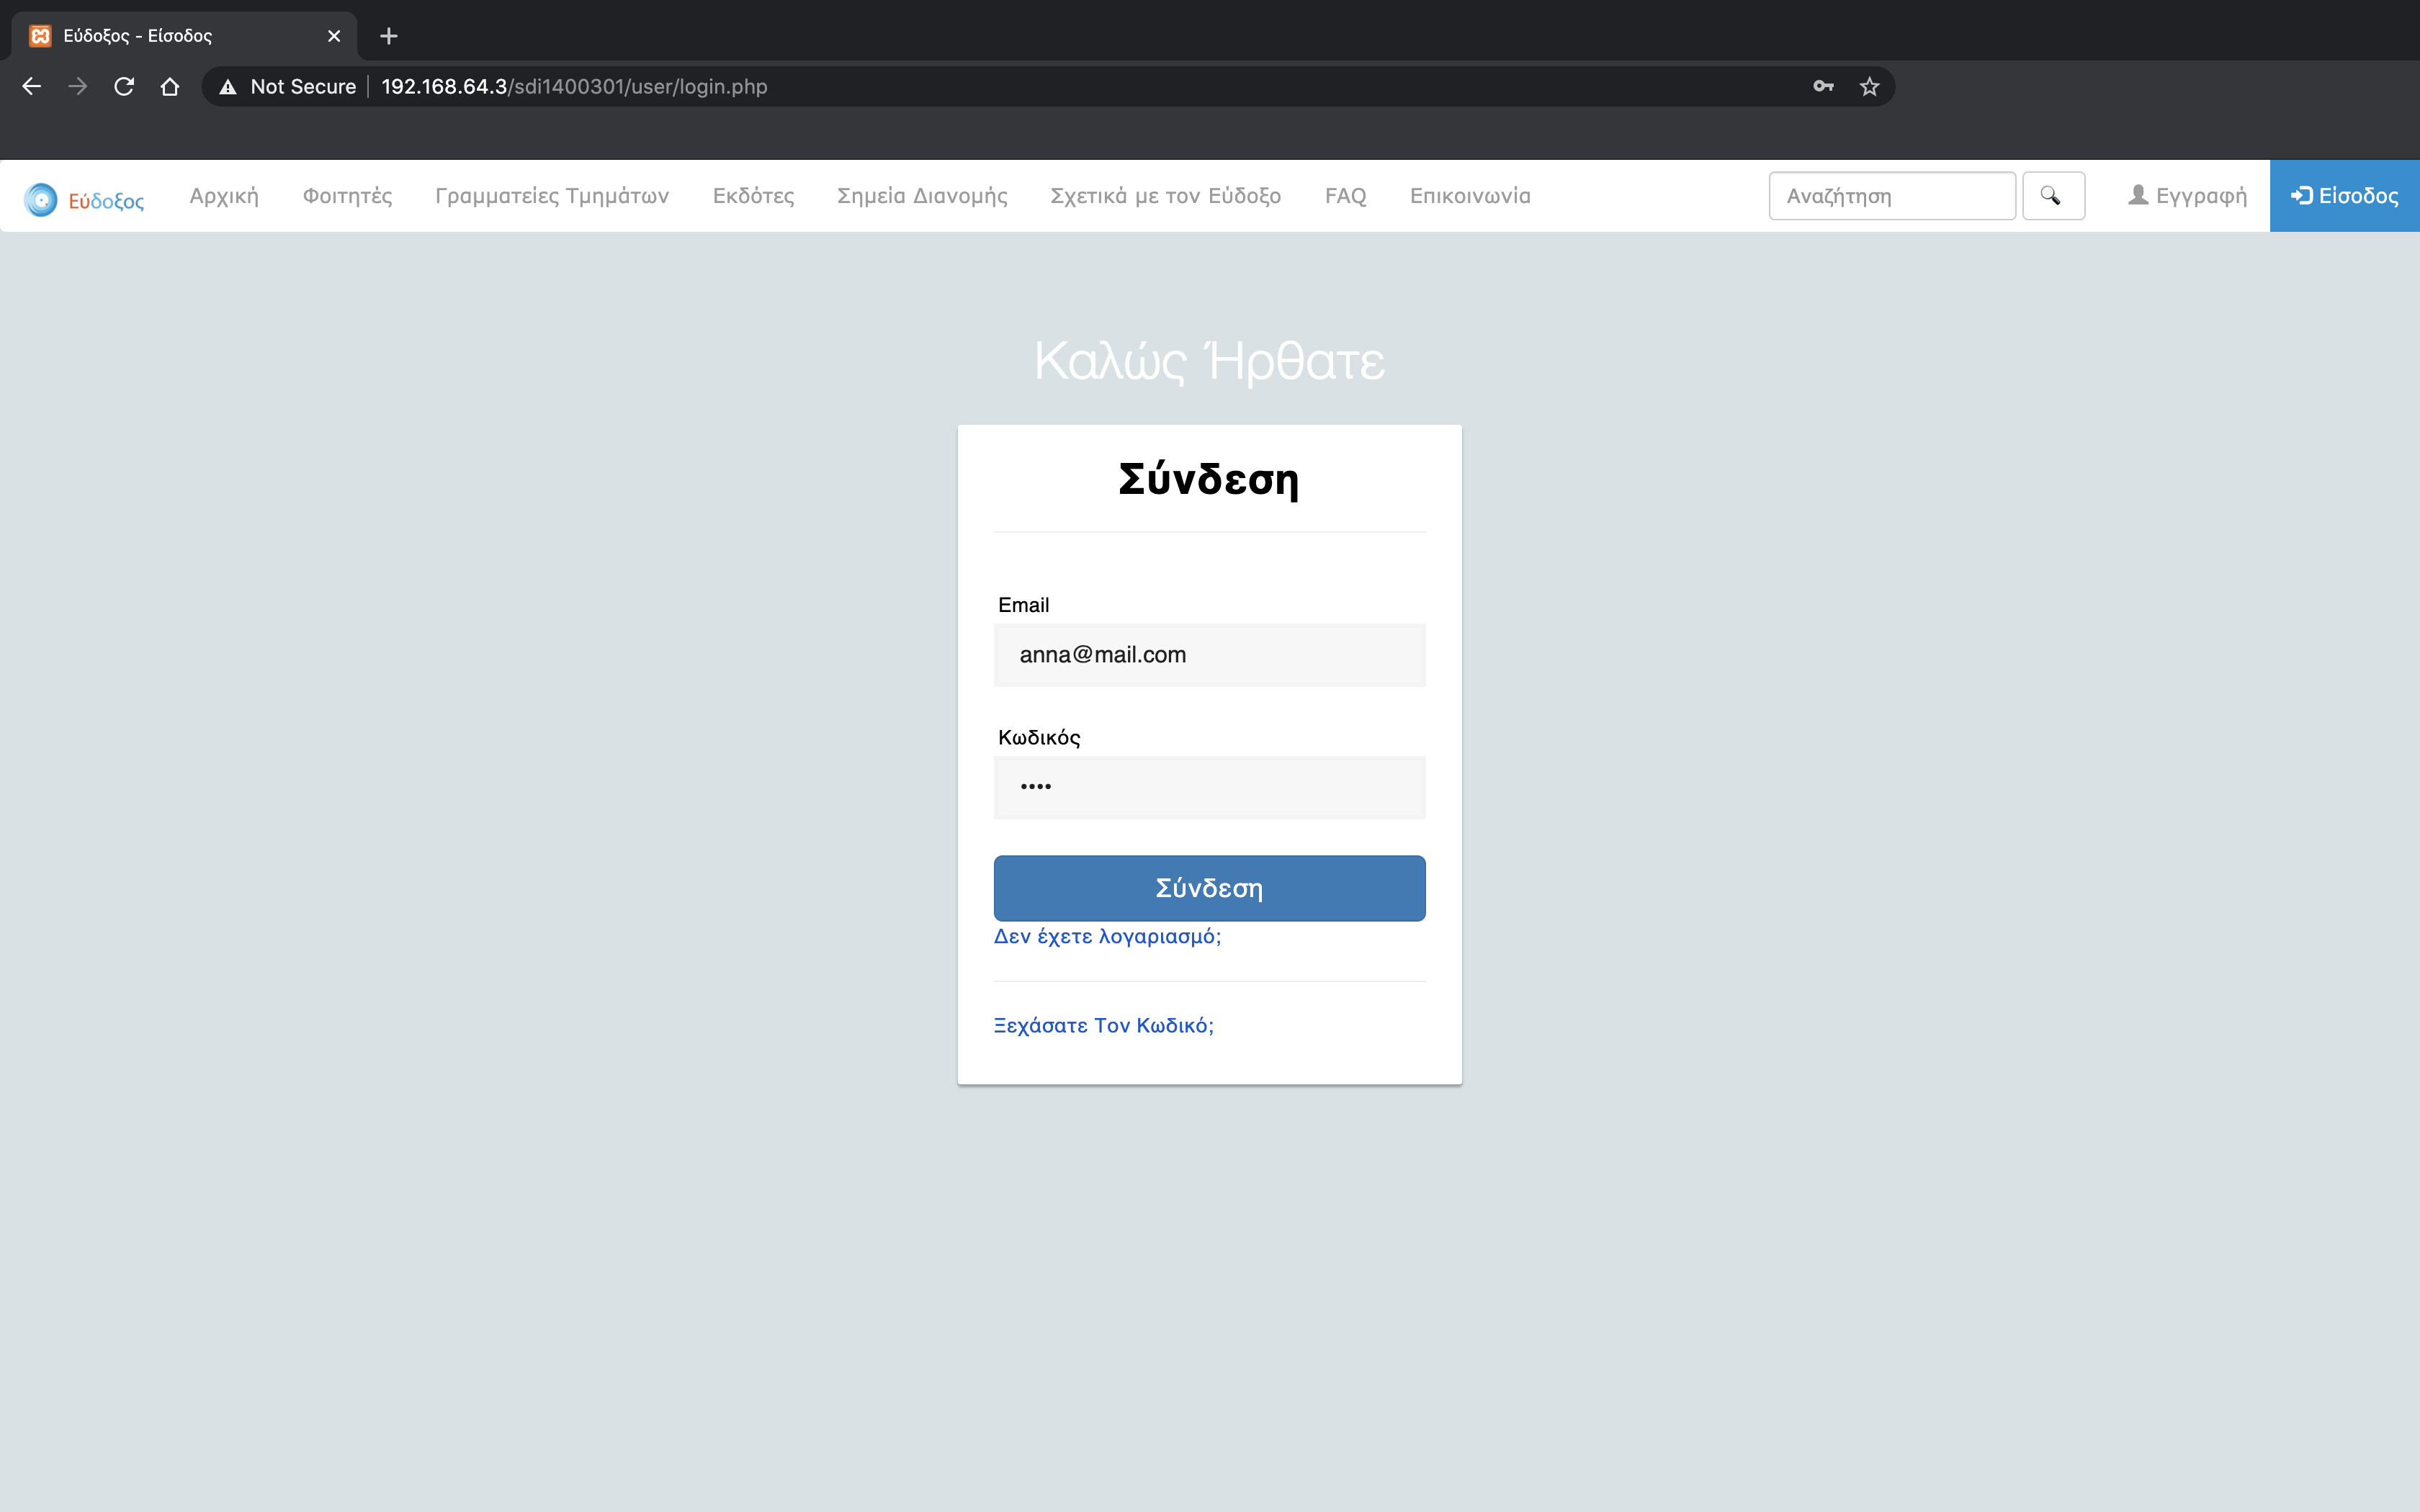 Εύδοξος - Είσοδος
Not Secure | 192.168.64.3/sdi1400301/user/login.php
Εύδοξος Αρχική Φοιτητές Γραμματείες Τμημάτων Εκδότες Σημεία Διανομής Σχετικά με τον Εύδοξο FAQ Επικοινωνία Αναζήτηση Εγγραφή Είσοδος
Καλώς Ήρθατε
Σύνδεση
Email
anna@mail.com
Κωδικός
••••
Σύνδεση
Δεν έχετε λογαριασμό;
Ξεχάσατε Τον Κωδικό;